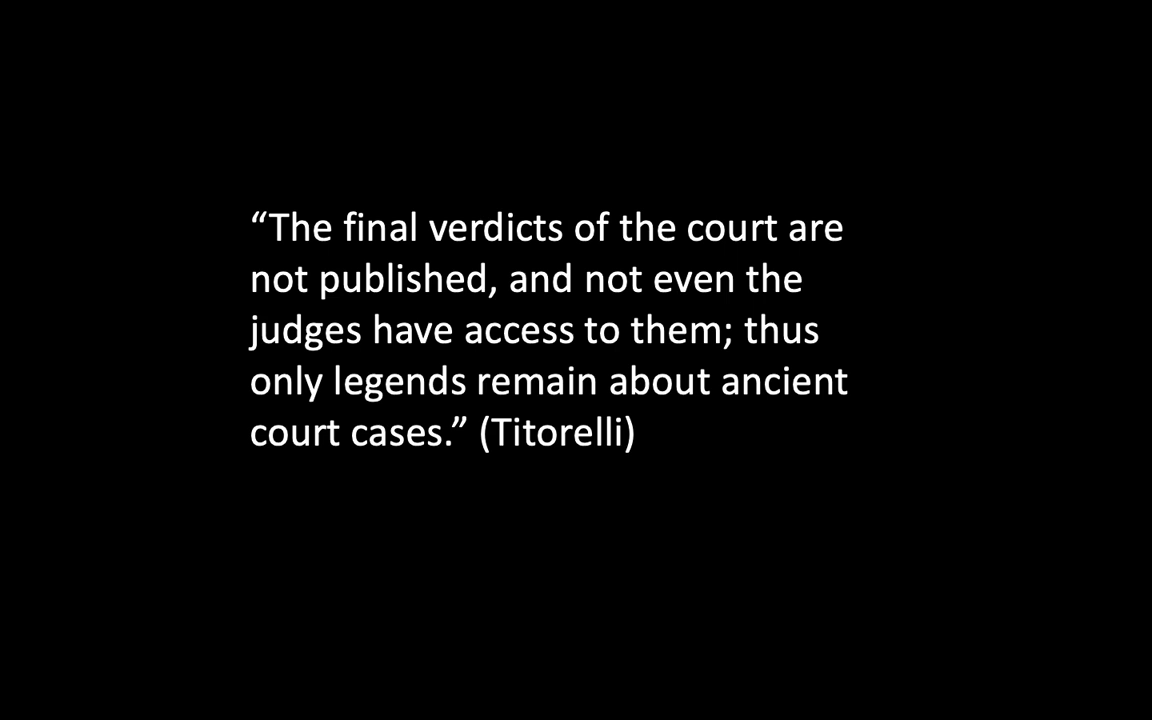 “The final verdicts of the court are
not published, and not even the
judges have access to them; thus
only legends remain about ancient
court cases.” (Titorelli)